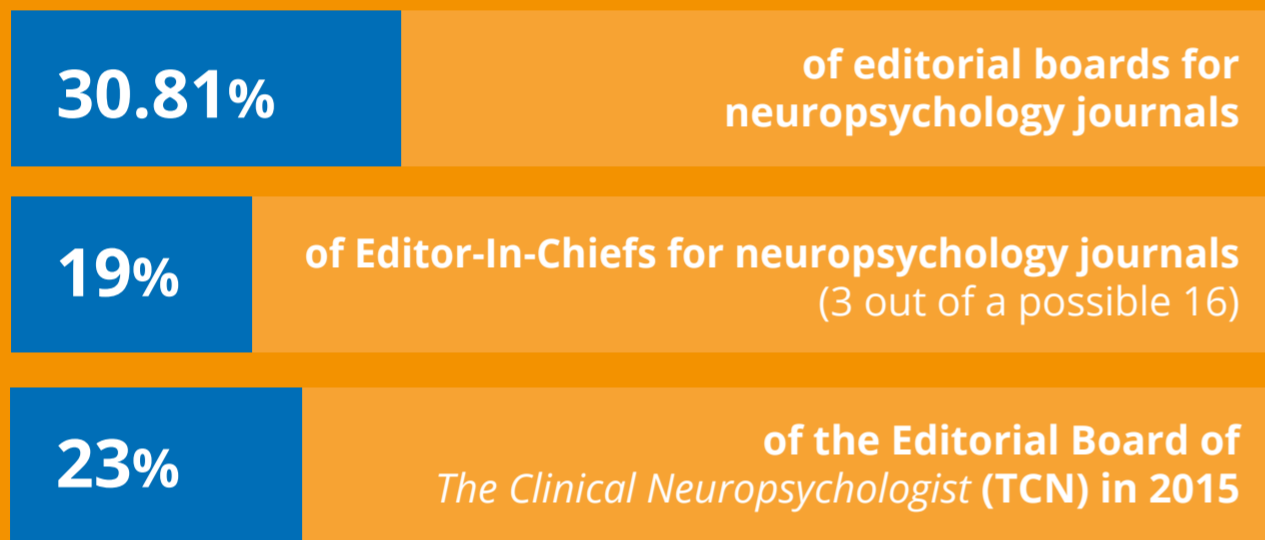 30.81%
of editorial boards for
neuropsychology journals
19%
of Editor-In-Chiefs for neuropsychology journals
(3 out of a possible 16)
23%
of the Editorial Board of
The Clinical Neuropsychologist (TCN) in 2015